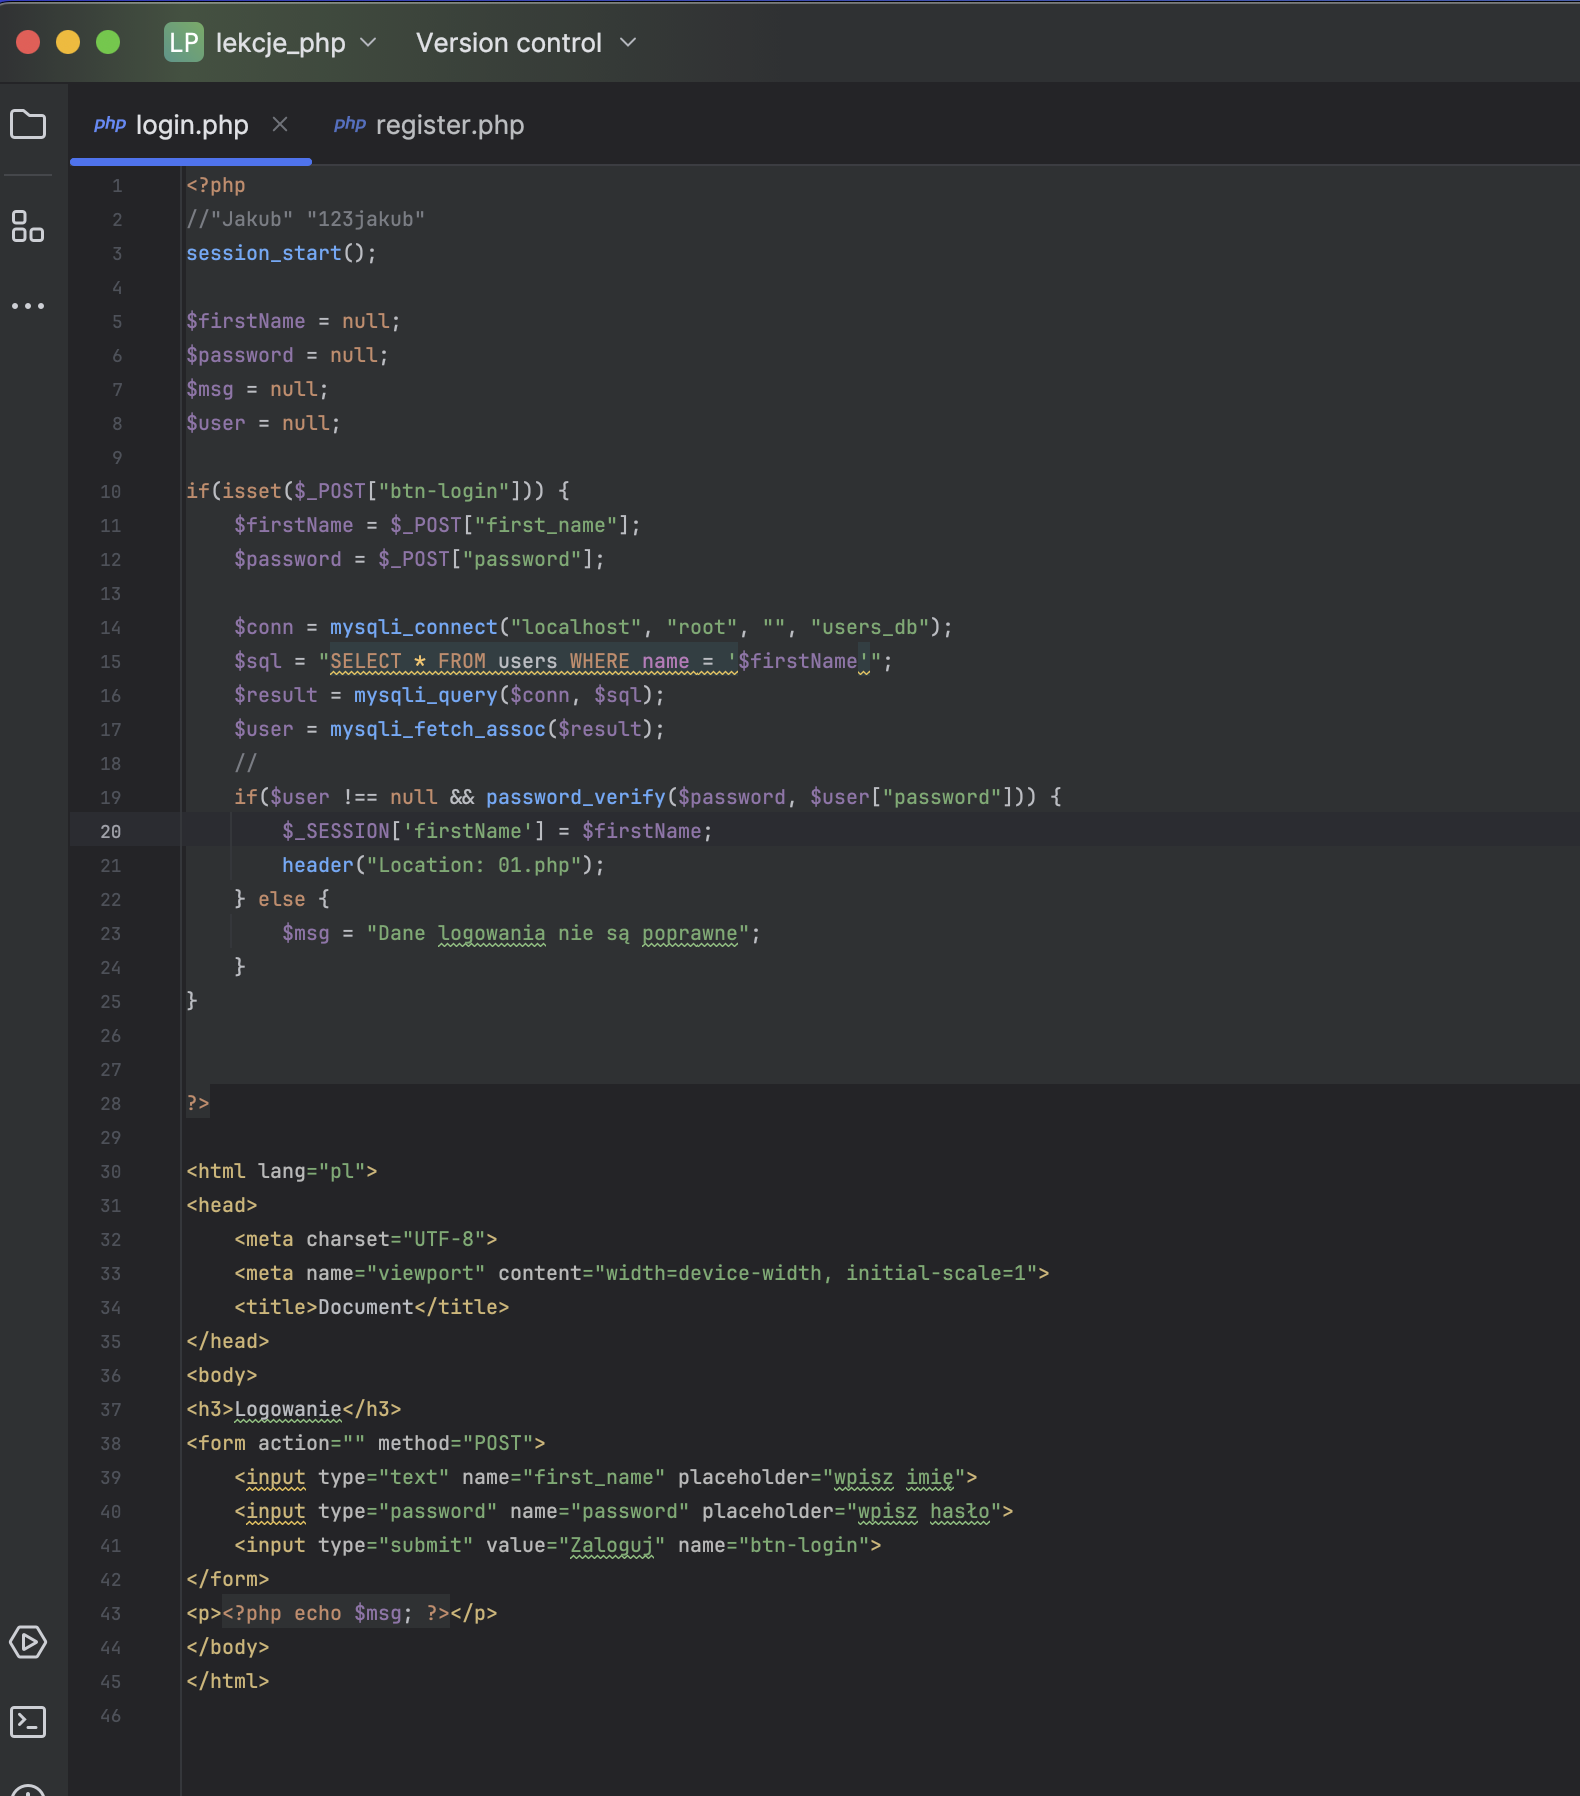 LP lekcje_php Version control
php login.php php register.php
1 <?php
2 //"Jakub" "123jakub"
3 session_start();
4
5 $firstName = null;
6 $password = null;
7 $msg = null;
8 $user = null;
9
10 if(isset($_POST["btn-login"])) {
11 $firstName = $_POST["first_name"];
12 $password = $_POST["password"];
13
14 $conn = mysqli_connect("localhost", "root", "", "users_db");
15 $sql = "SELECT * FROM users WHERE name = '$firstName'";
16 $result = mysqli_query($conn, $sql);
17 $user = mysqli_fetch_assoc($result);
18 //
19 if($user !== null && password_verify($password, $user["password"])) {
20 $_SESSION['firstName'] = $firstName;
21 header("Location: 01.php");
22 } else {
23 $msg = "Dane logowania nie są poprawne";
24 }
25 }
26
27
28 ?>
29
30 <html lang="pl">
31 <head>
32 <meta charset="UTF-8">
33 <meta name="viewport" content="width=device-width, initial-scale=1">
34 <title>Document</title>
35 </head>
36 <body>
37 <h3>Logowanie</h3>
38 <form action="" method="POST">
39 <input type="text" name="first_name" placeholder="wpisz imię">
40 <input type="password" name="password" placeholder="wpisz hasło">
41 <input type="submit" value="Zaloguj" name="btn-login">
42 </form>
43 <p><?php echo $msg; ?></p>
44 </body>
45 </html>
46